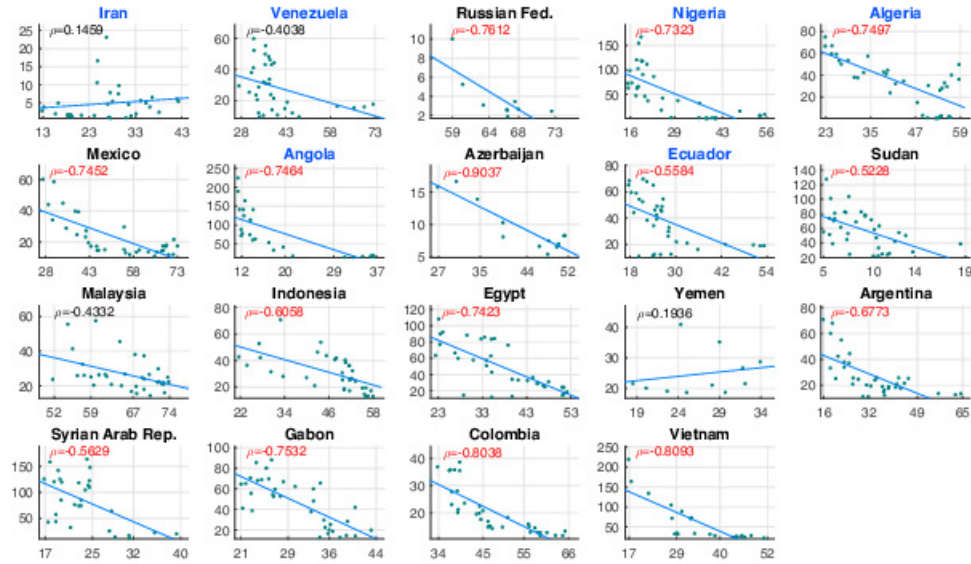 Iran Venezuela Russian Fed. Nigeria Algeria
ρ=0.1459 ρ=-0.4038 ρ=-0.7612 ρ=-0.7323 ρ=-0.7497
25 60 10 150 80
20 8 60
15 40 6 100 40
10 20 4 50 20
5 2
13 23 33 43 28 38 48 58 73 59 64 68 73 16 29 43 56 23 35 47 59
Mexico Angola Azerbaijan Ecuador Sudan
ρ=-0.7452 ρ=-0.7464 ρ=-0.9037 ρ=-0.5584 ρ=-0.5228
60 250 15 80 140
200 120
40 150 10 60 100
100 40 80
20 50 5 20 60
40
20
28 43 58 73 12 20 29 37 27 35 44 52 18 30 42 54 5 10 14 19
Malaysia Indonesia Egypt Yemen Argentina
ρ=-0.4332 ρ=-0.6058 ρ=-0.7423 ρ=0.1936 ρ=-0.6773
60 80 120 40 80
60 100 60
40 40 80 30 40
20 20 60 20 20
40
20
52 59 67 74 22 34 46 58 23 33 43 53 19 24 29 34 16 32 49 65
Syrian Arab Rep. Gabon Colombia Vietnam
ρ=-0.5629 ρ=-0.7532 ρ=-0.8038 ρ=-0.8093
150 100 40 250
80 200
100 60 30 150
40 20 100
50 20 10 50
17 25 32 40 21 29 36 44 34 45 55 66 17 29 40 52